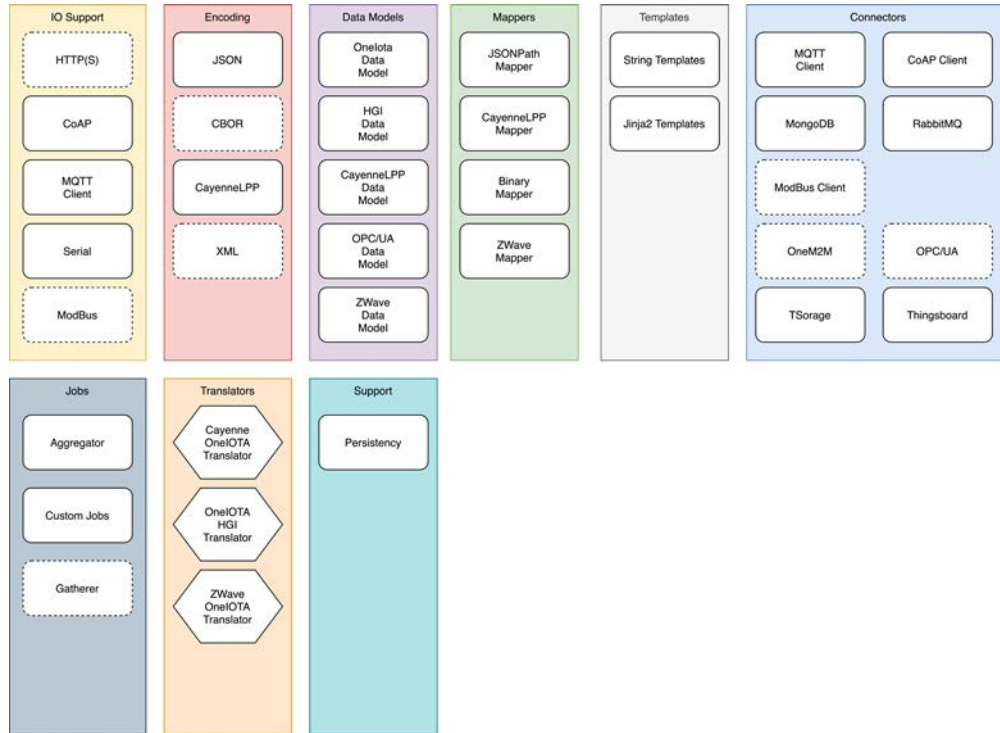 IO Support
HTTP(S)
CoAP
MQTT
Client
Serial
ModBus
Encoding
JSON
CBOR
CayenneLPP
XML
Data Models
OneIota
Data
Model
HGI
Data
Model
CayenneLPP
Data
Model
OPC/UA
Data
Model
ZWave
Data
Model
Mappers
JSONPath
Mapper
CayenneLPP
Mapper
Binary
Mapper
ZWave
Mapper
Templates
String Templates
Jinja2 Templates
Connectors
MQTT
Client
CoAP Client
MongoDB
RabbitMQ
ModBus Client
OneM2M
OPC/UA
TSorage
Thingsboard
Jobs
Aggregator
Custom Jobs
Gatherer
Translators
Cayenne
OneIOTA
Translator
OneIOTA
HGI
Translator
ZWave
OneIOTA
Translator
Support
Persistency